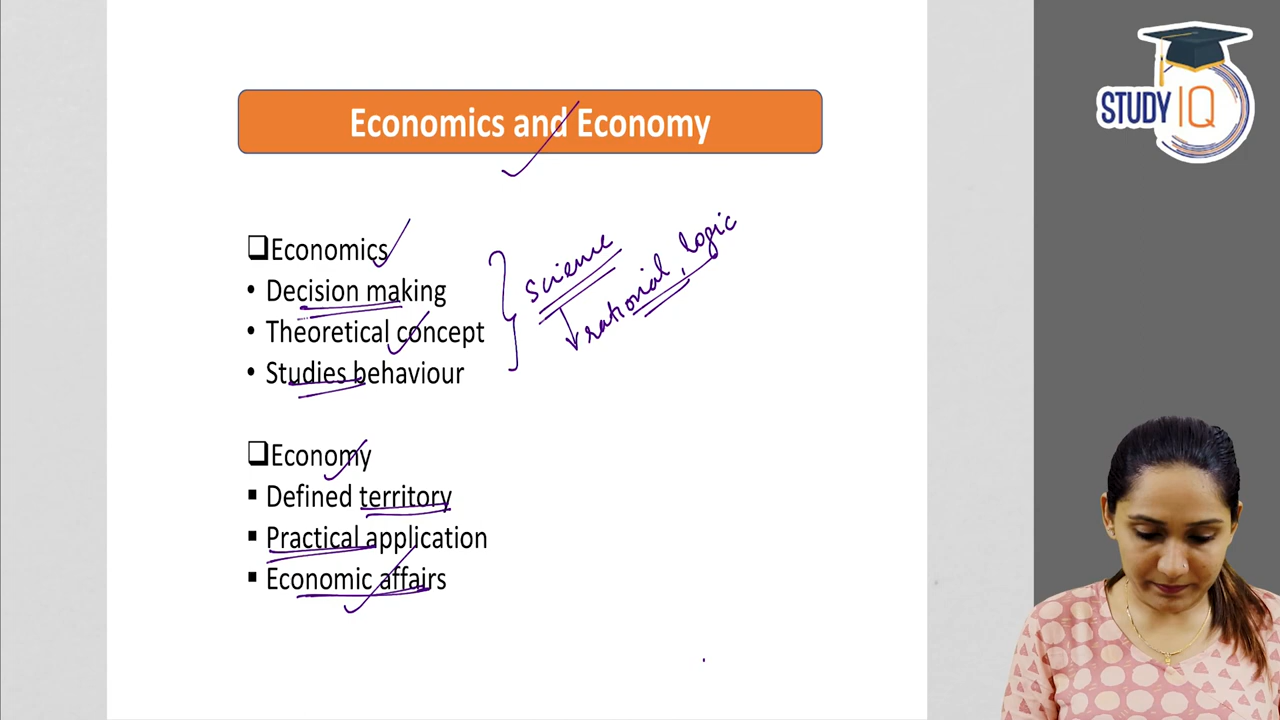 STUDY IQ
Economics and Economy
Economics
Decision making
Theoretical concept
Studies behaviour
science
rational, logic
Economy
Defined territory
Practical application
Economic affairs